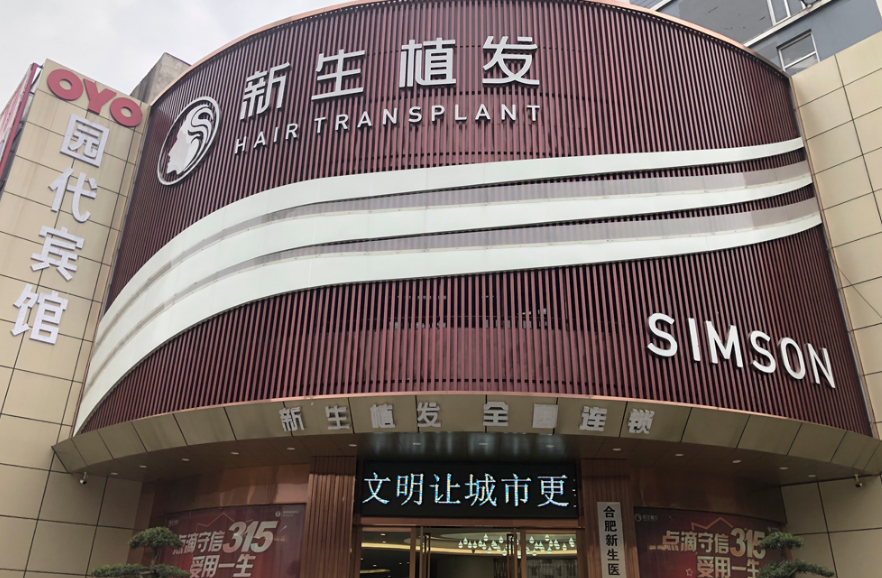 OYO
园代宾馆
新生植发
HAIR TRANSPLANT
SIMSON
新生植发 全国连锁
文明让城市更
合肥新生医
点滴守信315
受用一生
点滴守信315
受用一生